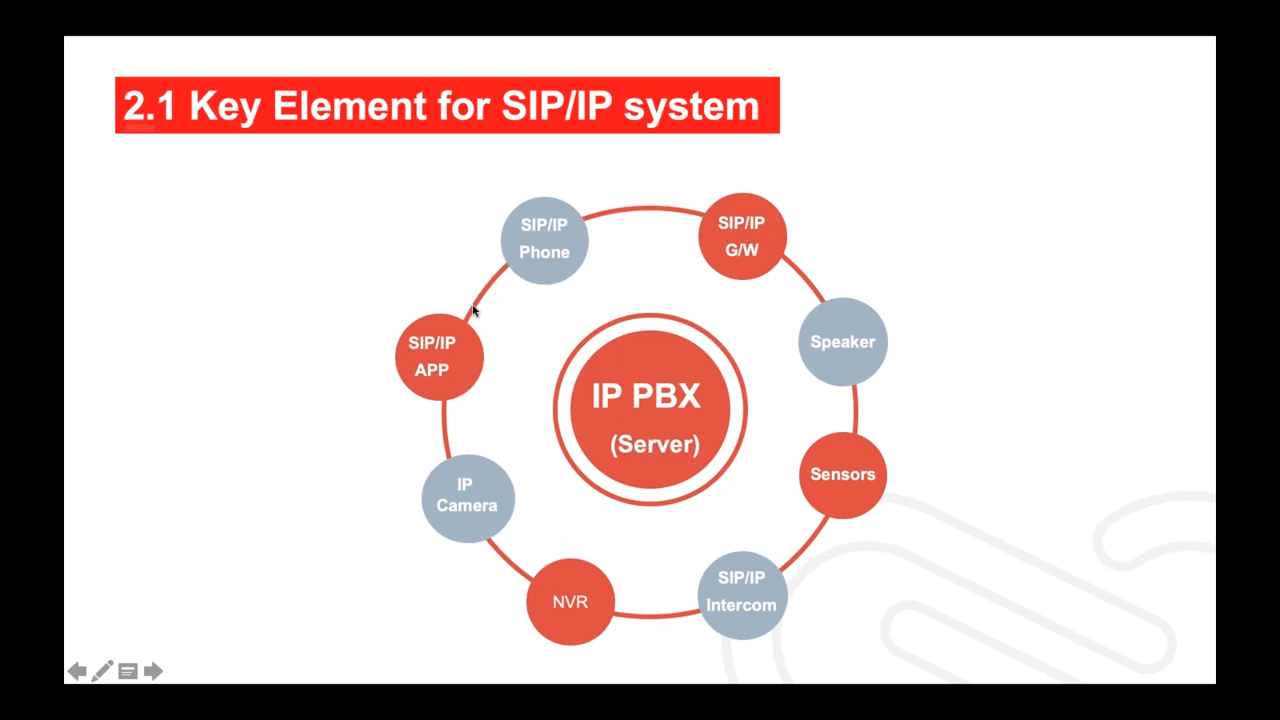 2.1 Key Element for SIP/IP system
SIP/IP
Phone
SIP/IP
G/W
SIP/IP
APP
Speaker
IP PBX
(Server)
IP
Camera
Sensors
NVR
SIP/IP
Intercom